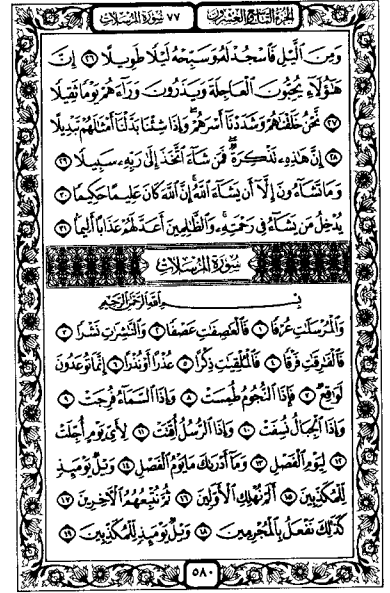 الجزء التاسع والعشرون ٧٧ سورة المرسلات
وَمِنَ ٱلَّيْلِ فَٱسْجُدْ لَهُۥ وَسَبِّحْهُ لَيْلًا طَوِيلًا ٢٦ إِنَّ
هَٰٓؤُلَآءِ يُحِبُّونَ ٱلْعَاجِلَةَ وَيَذَرُونَ وَرَآءَهُمْ يَوْمًا ثَقِيلًا
٢٧ نَّحْنُ خَلَقْنَٰهُمْ وَشَدَدْنَآ أَسْرَهُمْ وَإِذَا شِئْنَا بَدَّلْنَآ أَمْثَٰلَهُمْ تَبْدِيلًا
٢٨ إِنَّ هَٰذِهِۦ تَذْكِرَةٌ فَمَن شَآءَ ٱتَّخَذَ إِلَىٰ رَبِّهِۦ سَبِيلًا ٢٩
وَمَا تَشَآءُونَ إِلَّآ أَن يَشَآءَ ٱللَّهُ إِنَّ ٱللَّهَ كَانَ عَلِيمًا حَكِيمًا ٣٠
يُدْخِلُ مَن يَشَآءُ فِى رَحْمَتِهِۦ وَٱلظَّٰلِمِينَ أَعَدَّ لَهُمْ عَذَابًا أَلِيمًا ٣١
سورة المرسلات
بِسْمِ ٱللَّهِ ٱلرَّحْمَٰنِ ٱلرَّحِيمِ
وَٱلْمُرْسَلَٰتِ عُرْفًا ١ فَٱلْعَٰصِفَٰتِ عَصْفًا ٢ وَٱلنَّٰشِرَٰتِ نَشْرًا ٣
فَٱلْفَٰرِقَٰتِ فَرْقًا ٤ فَٱلْمُلْقِيَٰتِ ذِكْرًا ٥ عُذْرًا أَوْ نُذْرًا ٦ إِنَّمَا تُوعَدُونَ
لَوَٰقِعٌ ٧ فَإِذَا ٱلنُّجُومُ طُمِسَتْ ٨ وَإِذَا ٱلسَّمَآءُ فُرِجَتْ ٩
وَإِذَا ٱلْجِبَالُ نُسِفَتْ ١٠ وَإِذَا ٱلرُّسُلُ أُقِّتَتْ ١١ لِأَىِّ يَوْمٍ أُجِّلَتْ
١٢ لِيَوْمِ ٱلْفَصْلِ ١٣ وَمَآ أَدْرَىٰكَ مَا يَوْمُ ٱلْفَصْلِ ١٤ وَيْلٌ يَوْمَئِذٍ
لِّلْمُكَذِّبِينَ ١٥ أَلَمْ نُهْلِكِ ٱلْأَوَّلِينَ ١٦ ثُمَّ نُتْبِعُهُمُ ٱلْءَاخِرِينَ ١٧
كَذَٰلِكَ نَفْعَلُ بِٱلْمُجْرِمِينَ ١٨ وَيْلٌ يَوْمَئِذٍ لِّلْمُكَذِّبِينَ ١٩
٥٨٠